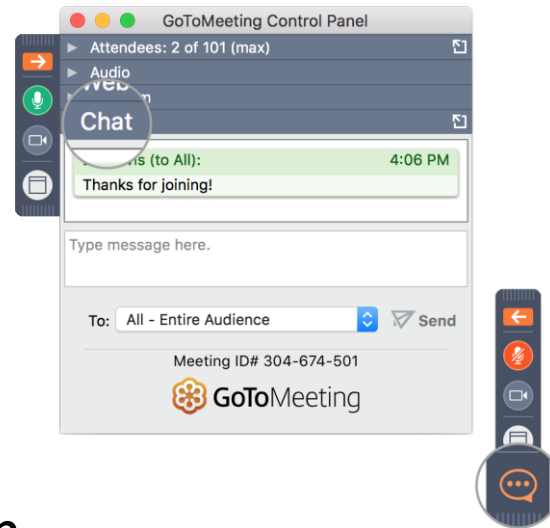 GoToMeeting Control Panel
Attendees: 2 of 101 (max)
Audio
Chat
(to All): 4:06 PM
Thanks for joining!
Type message here.
To: All - Entire Audience Send
Meeting ID# 304-674-501
GoToMeeting